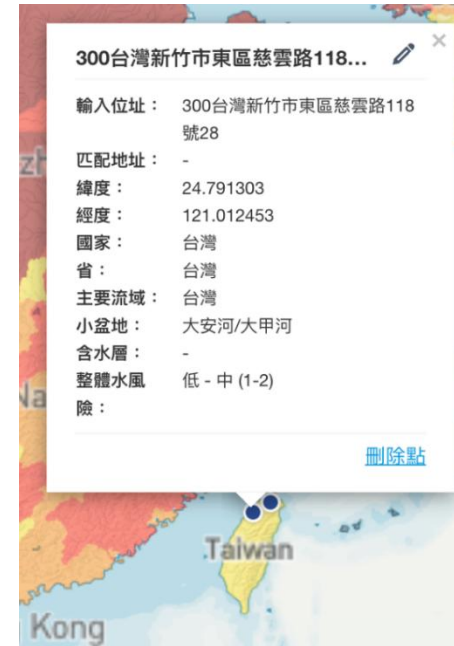 300台灣新竹市東區慈雲路118...
×
輸入位址： 300台灣新竹市東區慈雲路118
號28
匹配地址： -
緯度： 24.791303
經度： 121.012453
國家： 台灣
省： 台灣
主要流域： 台灣
小盆地： 大安河/大甲河
含水層： -
整體水風 低 - 中 (1-2)
險：
刪除點
Taiwan
Kong